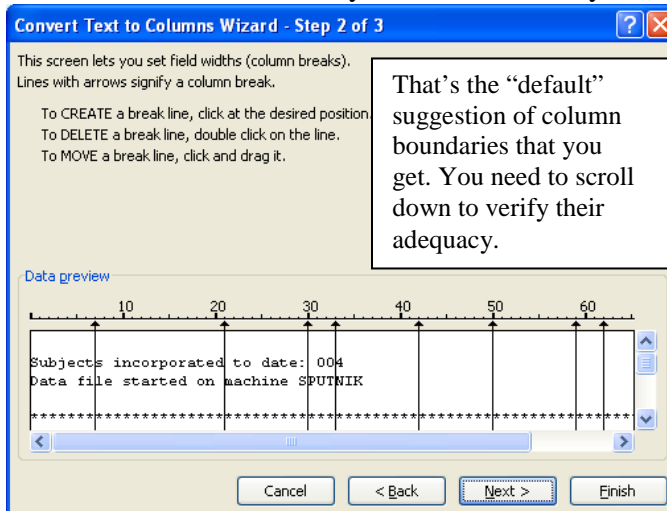 Convert Text to Columns Wizard - Step 2 of 3
This screen lets you set field widths (column breaks).
Lines with arrows signify a column break.
To CREATE a break line, click at the desired position.
To DELETE a break line, double click on the line.
To MOVE a break line, click and drag it.
That's the “default”
suggestion of column
boundaries that you
get. You need to scroll
down to verify their
adequacy.
Data preview
10 20 30 40 50 60
Subjects incorporated to date: 004
Data file started on machine SPUTNIK
*****************************************************************
Cancel < Back Next > Finish